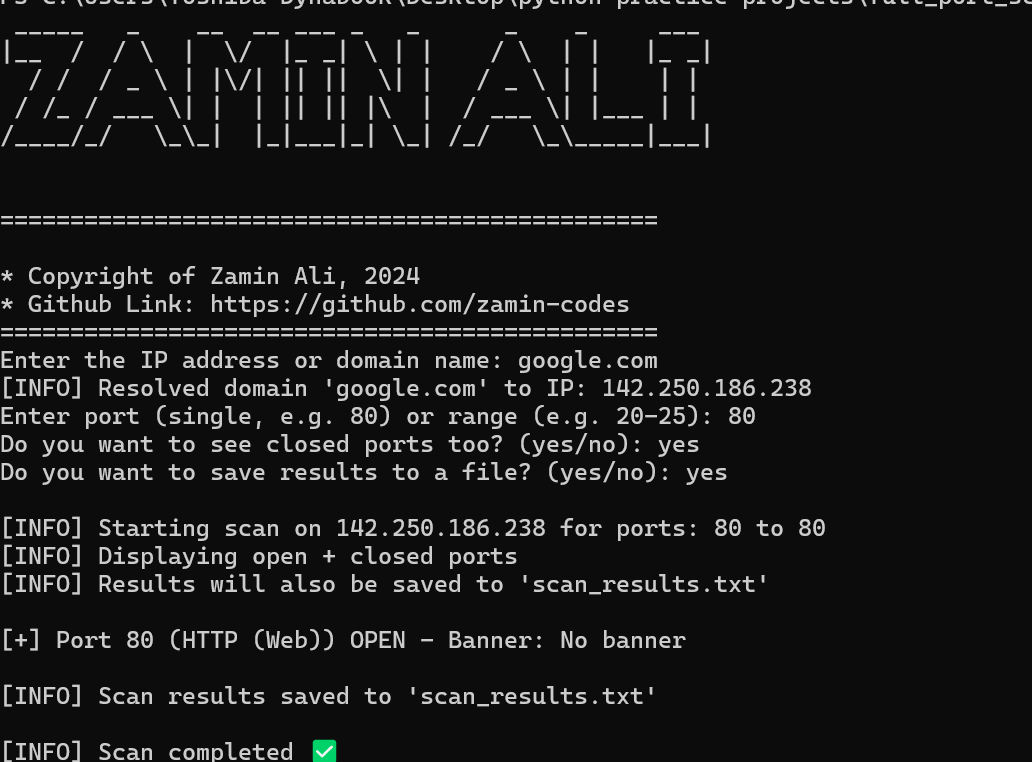 PS C:\Users\Toshiba DynaBook\Desktop\python practice projects\full_port_sc
ZAMIN ALI
===============================================
* Copyright of Zamin Ali, 2024
* Github Link: https://github.com/zamin-codes
===============================================
Enter the IP address or domain name: google.com
[INFO] Resolved domain 'google.com' to IP: 142.250.186.238
Enter port (single, e.g. 80) or range (e.g. 20-25): 80
Do you want to see closed ports too? (yes/no): yes
Do you want to save results to a file? (yes/no): yes
[INFO] Starting scan on 142.250.186.238 for ports: 80 to 80
[INFO] Displaying open + closed ports
[INFO] Results will also be saved to 'scan_results.txt'
[+] Port 80 (HTTP (Web)) OPEN - Banner: No banner
[INFO] Scan results saved to 'scan_results.txt'
[INFO] Scan completed ✅